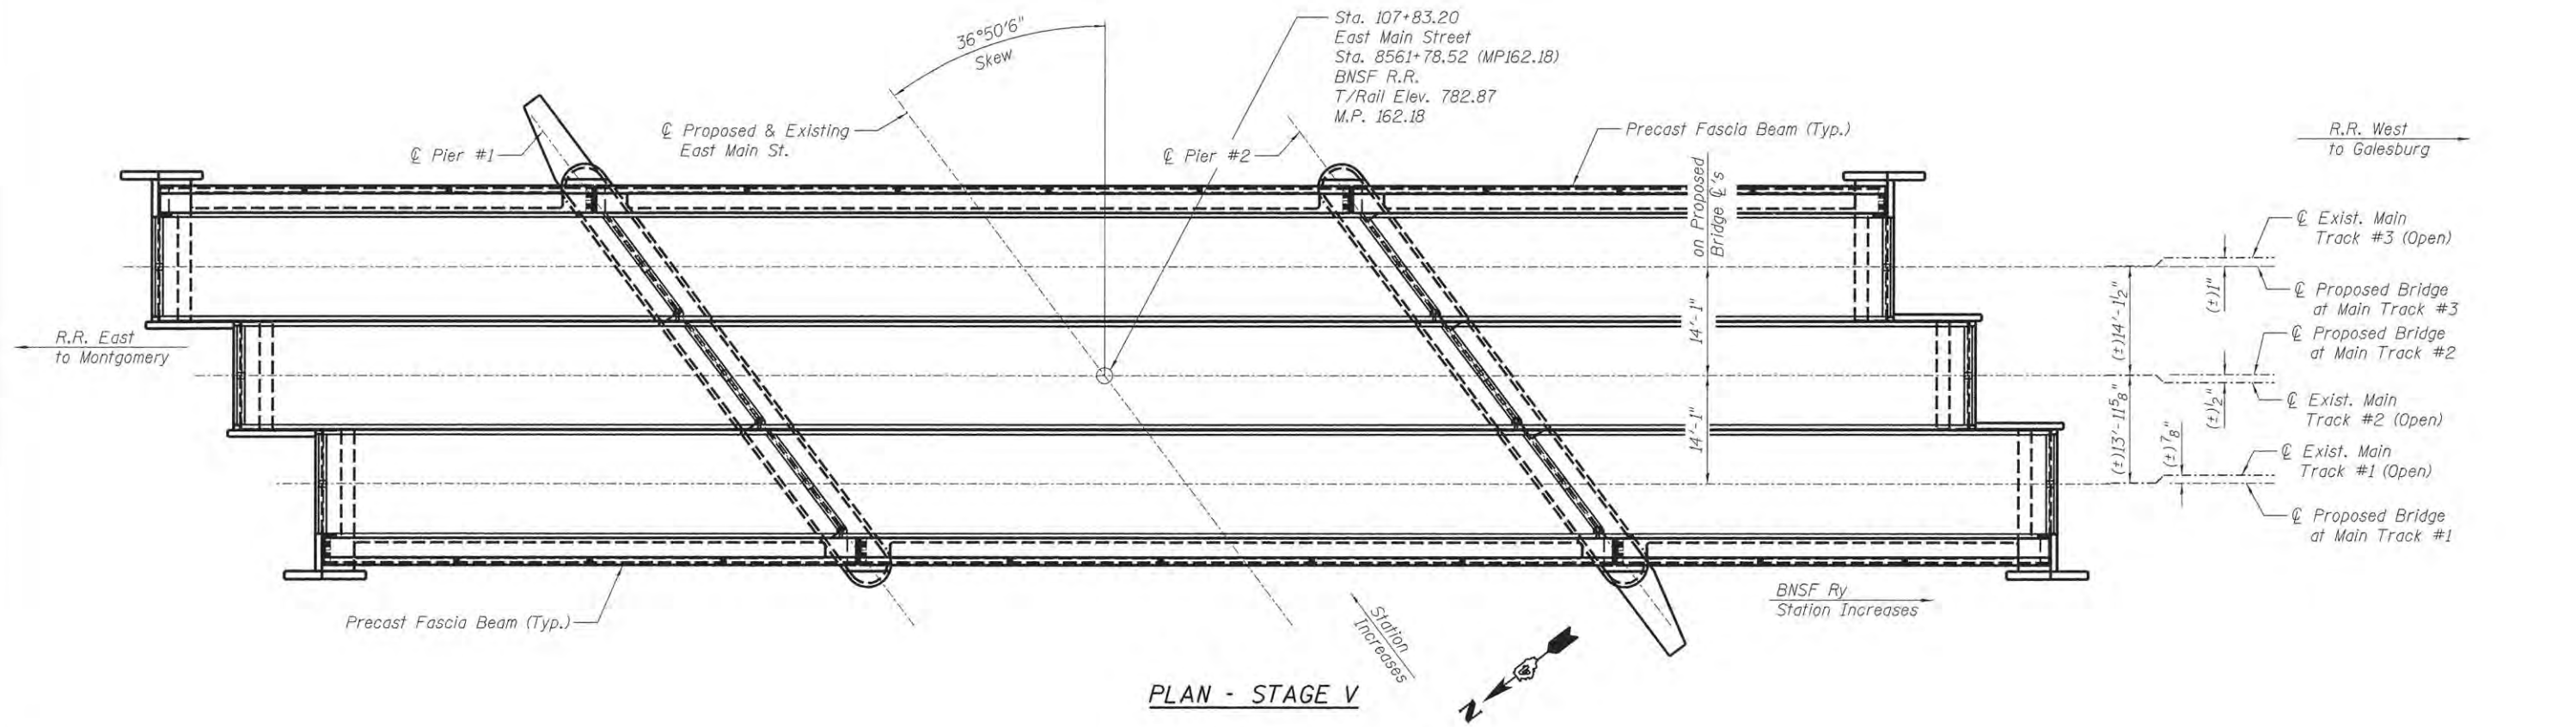 36°50'6"
Skew
Sta. 107+83.20
East Main Street
Sta. 8561+78.52 (MP162.18)
BNSF R.R.
T/Rail Elev. 782.87
M.P. 162.18
℄ Pier #1
℄ Proposed & Existing
East Main St.
℄ Pier #2
Precast Fascia Beam (Typ.)
R.R. West
to Galesburg
on Proposed
Bridge ℄'s
14'-1"
14'-1"
(±)14'-1½"
(±)13'-11⅝"
(±)1"
(±)½"
(±)⅞"
℄ Exist. Main
Track #3 (Open)
℄ Proposed Bridge
at Main Track #3
℄ Proposed Bridge
at Main Track #2
℄ Exist. Main
Track #2 (Open)
℄ Exist. Main
Track #1 (Open)
℄ Proposed Bridge
at Main Track #1
R.R. East
to Montgomery
Precast Fascia Beam (Typ.)
BNSF Ry
Station Increases
Station
Increases
N
PLAN - STAGE V